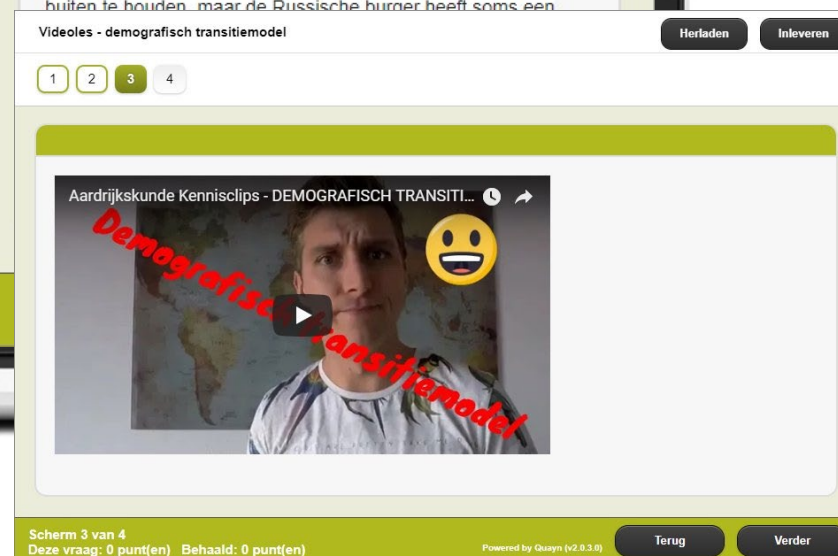 buiten te houden, maar de Russische burger heeft soms een
Videoles - demografisch transitiemodel
Herladen
Inleveren
1 2 3 4
Aardrijkskunde Kennisclips - DEMOGRAFISCH TRANSITI...
Demografisch transitiemodel
Scherm 3 van 4
Deze vraag: 0 punt(en) Behaald: 0 punt(en)
Powered by Quayn (v2.0.3.0)
Terug
Verder